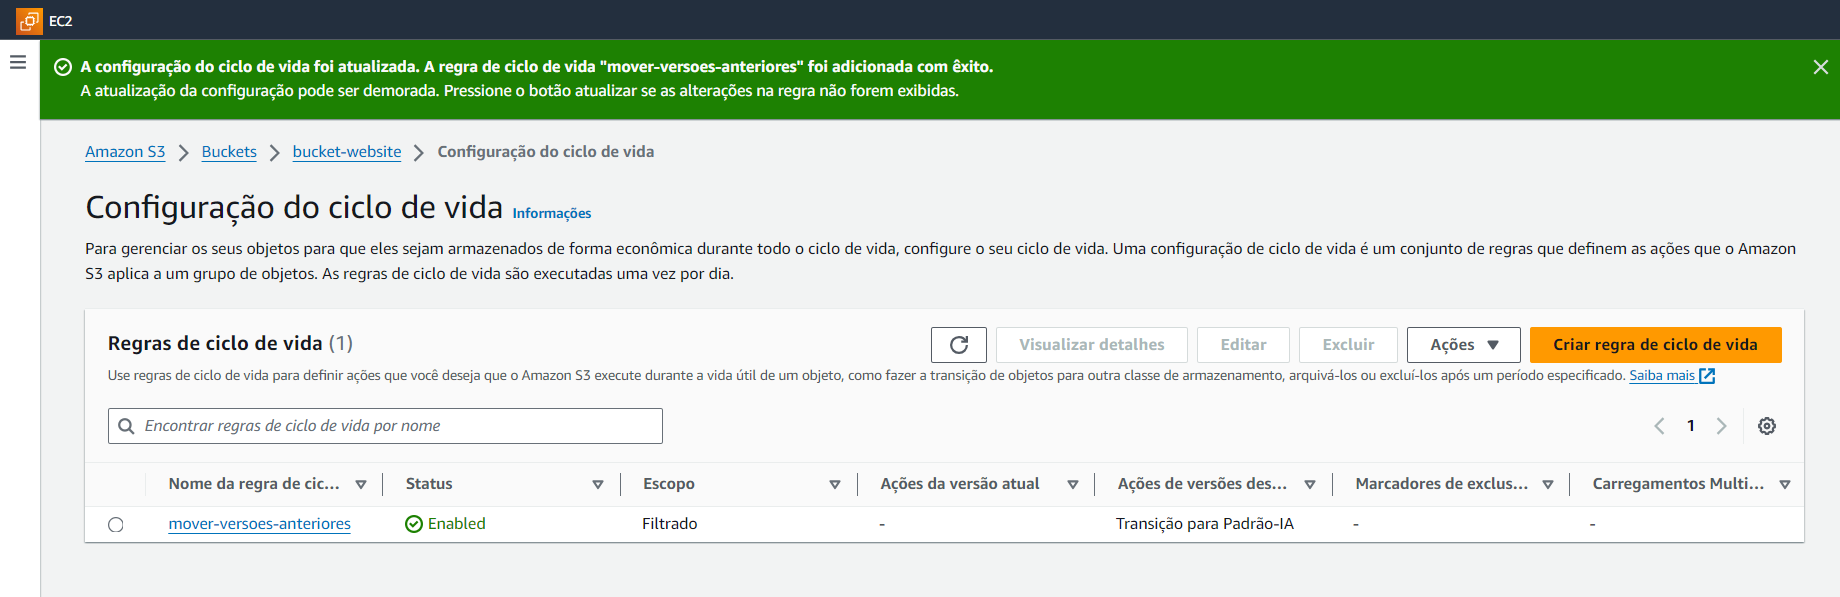 EC2
A configuração do ciclo de vida foi atualizada. A regra de ciclo de vida "mover-versoes-anteriores" foi adicionada com êxito.
A atualização da configuração pode ser demorada. Pressione o botão atualizar se as alterações na regra não forem exibidas.
Amazon S3 > Buckets > bucket-website > Configuração do ciclo de vida
Configuração do ciclo de vida Informações
Para gerenciar os seus objetos para que eles sejam armazenados de forma econômica durante todo o ciclo de vida, configure o seu ciclo de vida. Uma configuração de ciclo de vida é um conjunto de regras que definem as ações que o Amazon
S3 aplica a um grupo de objetos. As regras de ciclo de vida são executadas uma vez por dia.
Regras de ciclo de vida (1) Visualizar detalhes Editar Excluir Ações Criar regra de ciclo de vida
Use regras de ciclo de vida para definir ações que você deseja que o Amazon S3 execute durante a vida útil de um objeto, como fazer a transição de objetos para outra classe de armazenamento, arquivá-los ou excluí-los após um período especificado. Saiba mais
Encontrar regras de ciclo de vida por nome 1
Nome da regra de cic... Status Escopo Ações da versão atual Ações de versões des... Marcadores de exclus... Carregamentos Multi...
mover-versoes-anteriores Enabled Filtrado - Transição para Padrão-IA - -